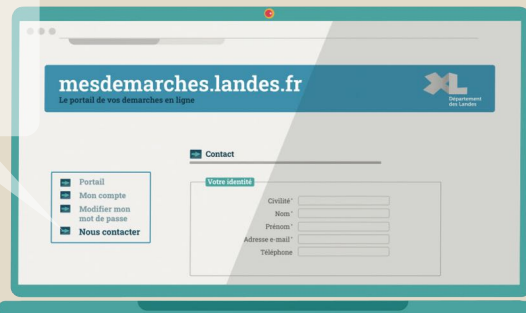 mesdemarches.landes.fr
Le portail de vos demarches en ligne
XL
Département
des Landes
Contact
Portail
Mon compte
Modifier mon
mot de passe
Nous contacter
Votre identité
Civilité*
Nom*
Prénom*
Adresse e-mail*
Téléphone